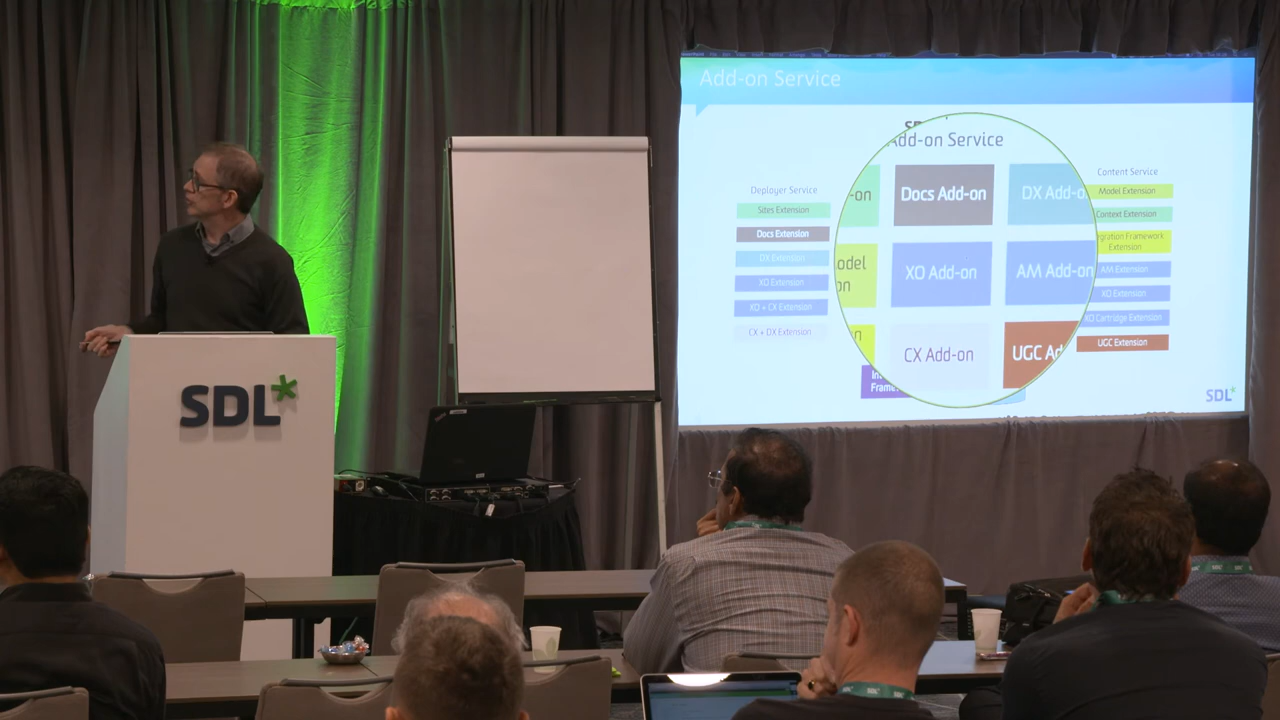 Add-on Service
Add-on Service
Deployer Service
Sites Extension
Docs Extension
DX Extension
XO Extension
XO + CX Extension
CX + DX Extension
-on
Docs Add-on
DX Add-o
odel
on
XO Add-on
AM Add-on
n
CX Add-on
UGC Ad
In
Frame
Content Service
Model Extension
Context Extension
gration Framework
Extension
AM Extension
XO Extension
XO Cartridge Extension
UGC Extension
SDL*
SDL*
SDL*